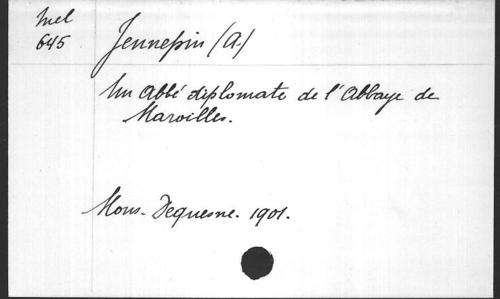 Mel
645
Jennepin (A.)
Un Abbé diplomate de l'Abbaye de
Maroilles.
Mons. Dequesne. 1901.